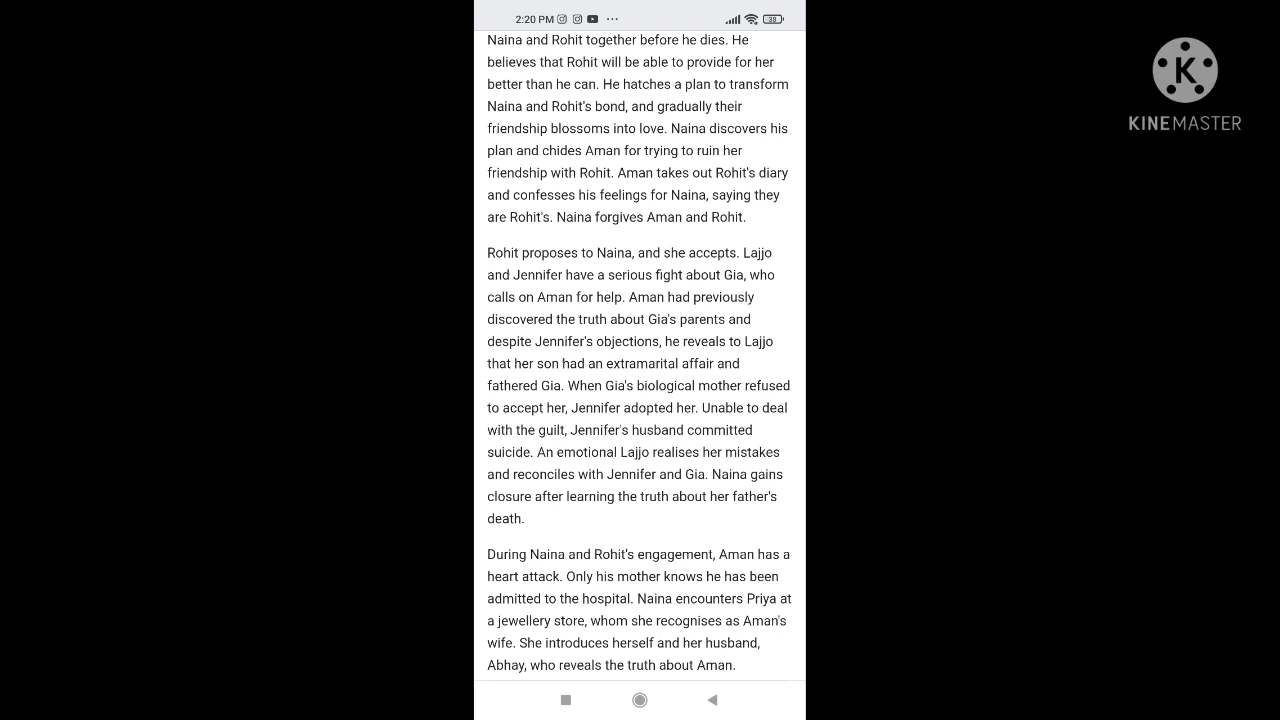 2:20 PM
38
Naina and Rohit together before he dies. He
believes that Rohit will be able to provide for her
better than he can. He hatches a plan to transform
Naina and Rohit's bond, and gradually their
friendship blossoms into love. Naina discovers his
plan and chides Aman for trying to ruin her
friendship with Rohit. Aman takes out Rohit's diary
and confesses his feelings for Naina, saying they
are Rohit's. Naina forgives Aman and Rohit.
Rohit proposes to Naina, and she accepts. Lajjo
and Jennifer have a serious fight about Gia, who
calls on Aman for help. Aman had previously
discovered the truth about Gia's parents and
despite Jennifer's objections, he reveals to Lajjo
that her son had an extramarital affair and
fathered Gia. When Gia's biological mother refused
to accept her, Jennifer adopted her. Unable to deal
with the guilt, Jennifer's husband committed
suicide. An emotional Lajjo realises her mistakes
and reconciles with Jennifer and Gia. Naina gains
closure after learning the truth about her father's
death.
During Naina and Rohit's engagement, Aman has a
heart attack. Only his mother knows he has been
admitted to the hospital. Naina encounters Priya at
a jewellery store, whom she recognises as Aman's
wife. She introduces herself and her husband,
Abhay, who reveals the truth about Aman.
K
KINEMASTER